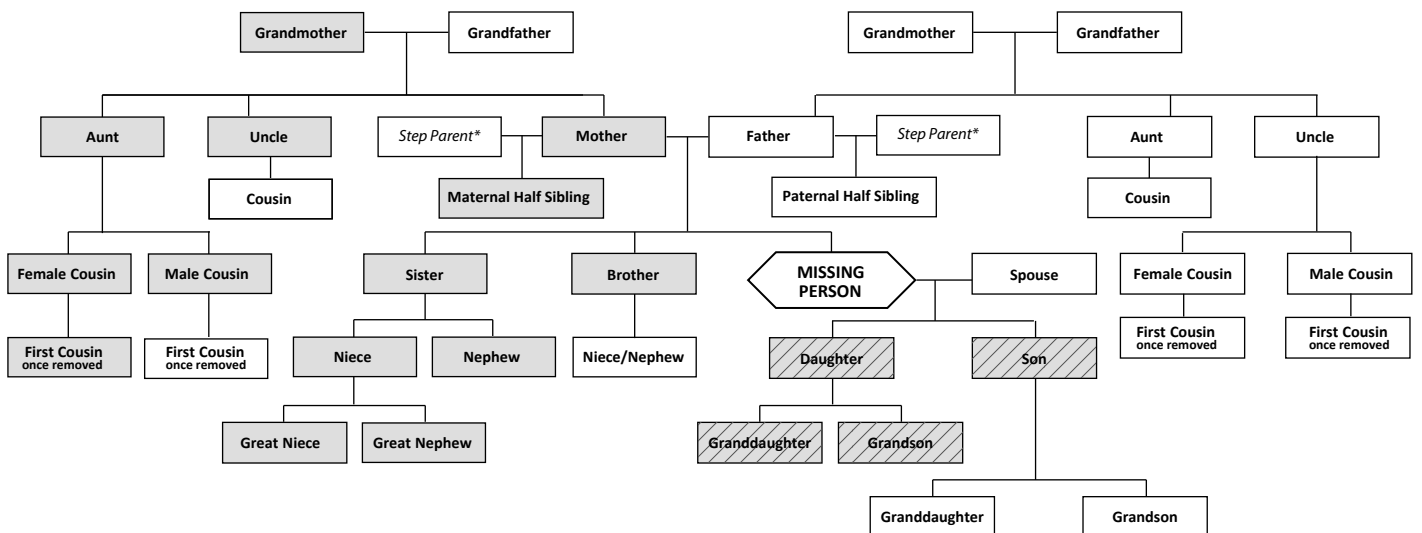 Grandmother
Grandfather
Grandmother
Grandfather
Aunt
Uncle
Step Parent*
Mother
Father
Step Parent*
Aunt
Uncle
Cousin
Maternal Half Sibling
Paternal Half Sibling
Cousin
Female Cousin
Male Cousin
Sister
Brother
MISSING
PERSON
Spouse
Female Cousin
Male Cousin
First Cousin
once removed
First Cousin
once removed
Niece
Nephew
Niece/Nephew
Daughter
Son
First Cousin
once removed
First Cousin
once removed
Great Niece
Great Nephew
Granddaughter
Grandson
Granddaughter
Grandson